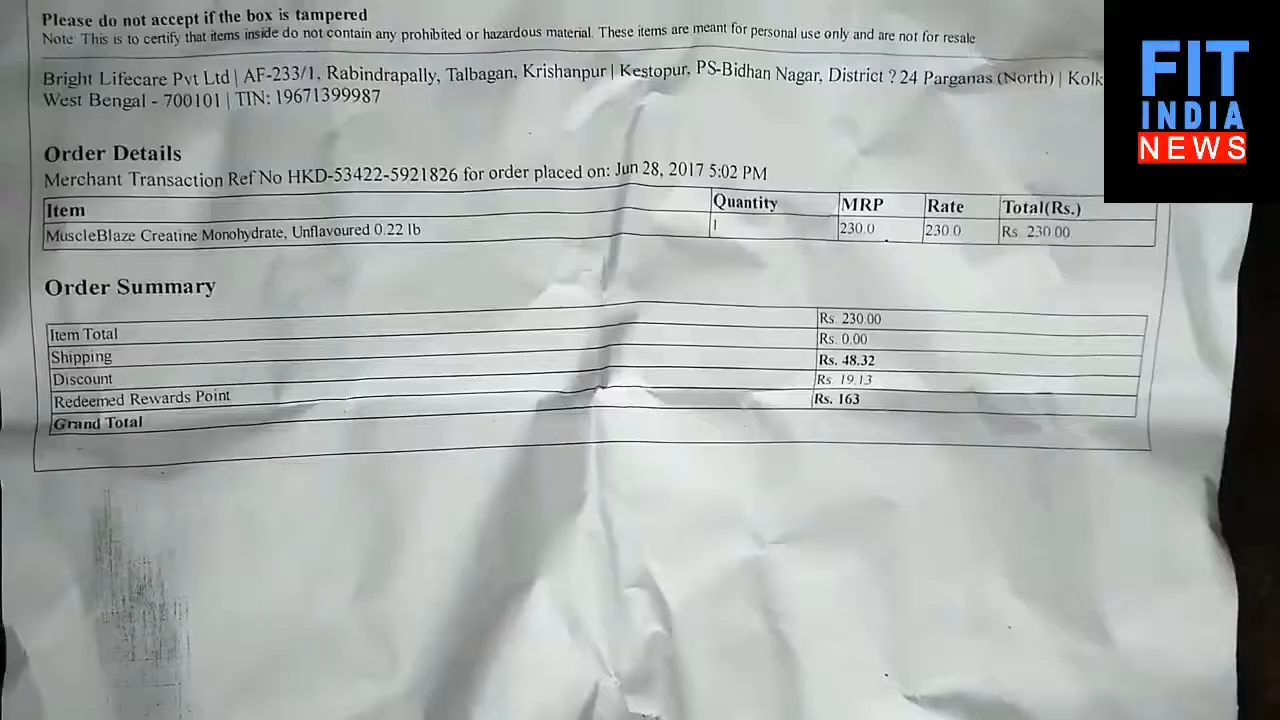 Please do not accept if the box is tampered
Note: This is to certify that items inside do not contain any prohibited or hazardous material. These items are meant for personal use only and are not for resale
Bright Lifecare Pvt Ltd | AF-233/1, Rabindrapally, Talbagan, Krishanpur | Kestopur, PS-Bidhan Nagar, District ? 24 Parganas (North) | Kolk
West Bengal - 700101 | TIN: 19671399987
Order Details
Merchant Transaction Ref No HKD-53422-5921826 for order placed on: Jun 28, 2017 5:02 PM
Item Quantity MRP Rate Total(Rs.)
MuscleBlaze Creatine Monohydrate, Unflavoured 0.22 lb 1 230.0 230.0 Rs. 230.00
Order Summary
Item Total Rs. 230.00
Shipping Rs. 0.00
Discount Rs. 48.32
Redeemed Rewards Point Rs. 19.13
Grand Total Rs. 163
FIT
INDIA
NEWS